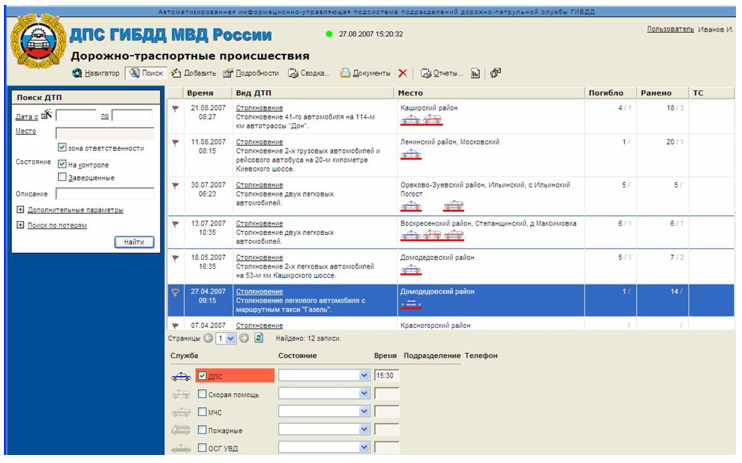 Автоматизированная информационно-управляющая подсистема подразделений дорожно-патрульной службы ГИБДД
ДПС ГИБДД МВД России
27.08.2007 15:20:32
Пользователь Иванов И.
Дорожно-траспортные происшествия
Навигатор Поиск Добавить Подробности Сводка... Документы Отчеты...
Поиск ДТП
Дата с по
Место
зона ответственности
Состояние На контроле
Завершенные
Описание
Дополнительные параметры
Поиск по потерям
Найти
Время Вид ДТП Место Погибло Ранено ТС
21.08.2007 Столкновение Каширский район 4 / 1 18 / 3
08:27 Столкновение 41-го автомобиля на 114-м
км автотрассы "Дон".
11.08.2007 Столкновение Ленинский район, Московский 1 / 20 / 1
08:15 Столкновение 2-х грузовых автомобилей и
рейсового автобуса на 20-м километре
Киевского шоссе.
30.07.2007 Столкновение Орехово-Зуевский район, Ильинский, с Ильинский 5 / 5 /
06:23 Столкновение двух легковых Погост
автомобилей.
13.07.2007 Столкновение Воскресенский район, Степанщинский, д Максимовка 6 / 1 6 / 1
10:35 Столкновение двух легковых
автомобилей.
18.05.2007 Столкновение Домодедовский район 5 / 1 7 / 2
18:35 Столкновение 2-х легковых автомобилей
на 53-м км Каширского шоссе.
27.04.2007 Столкновение Домодедовский район 1 / 14 /
09:15 Столкновение легкового автомобиля с
маршрутным такси "Газель".
07.04.2007 Столкновение Красногорский район / /
Страницы 1 Найдено: 12 записи.
Служба Состояние Время Подразделение Телефон
ДПС 15:30
Скорая помощь
МЧС
Пожарные
ОСГ УВД